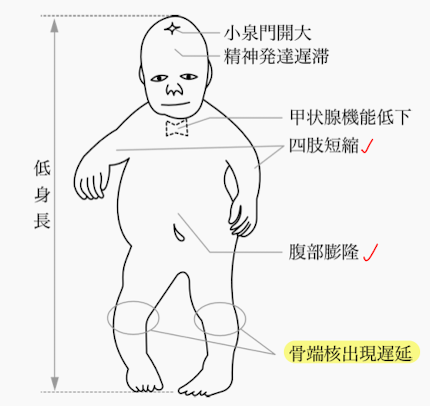 小泉門開大
精神発達遅滞
甲状腺機能低下
四肢短縮
低身長
腹部膨隆
骨端核出現遅延